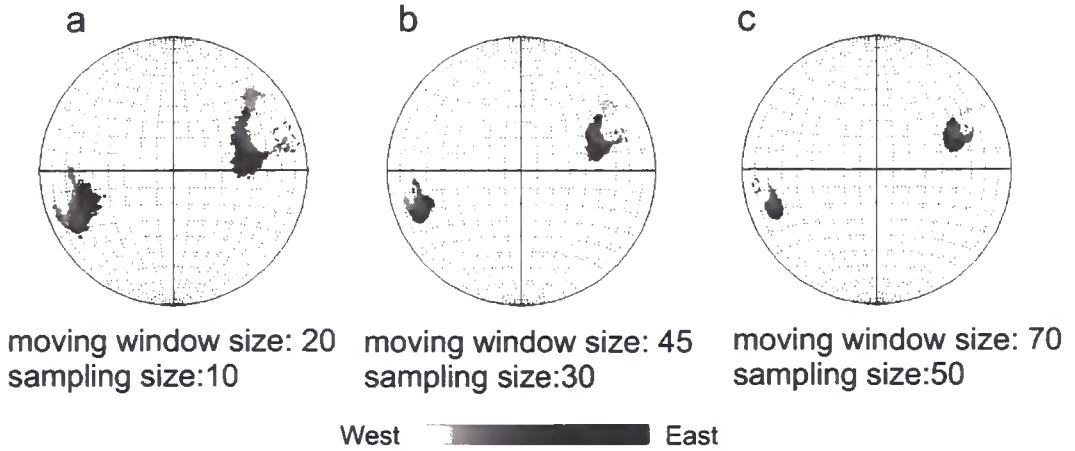 a
b
c
moving window size: 20
sampling size:10
moving window size: 45
sampling size:30
moving window size: 70
sampling size:50
West
East